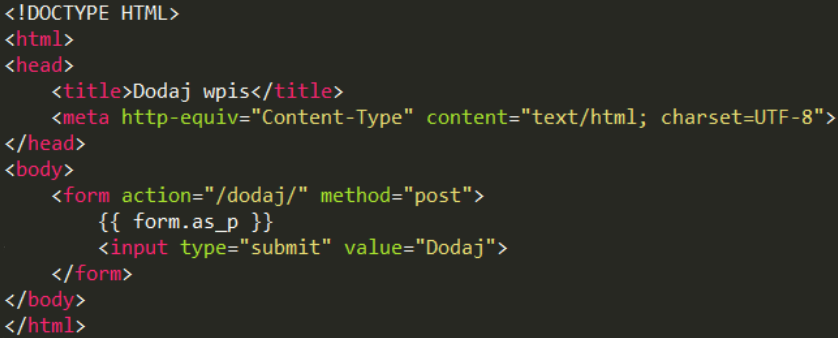 <!DOCTYPE HTML>
<html>
<head>
    <title>Dodaj wpis</title>
    <meta http-equiv="Content-Type" content="text/html; charset=UTF-8">
</head>
<body>
    <form action="/dodaj/" method="post">
        {{ form.as_p }}
        <input type="submit" value="Dodaj">
    </form>
</body>
</html>